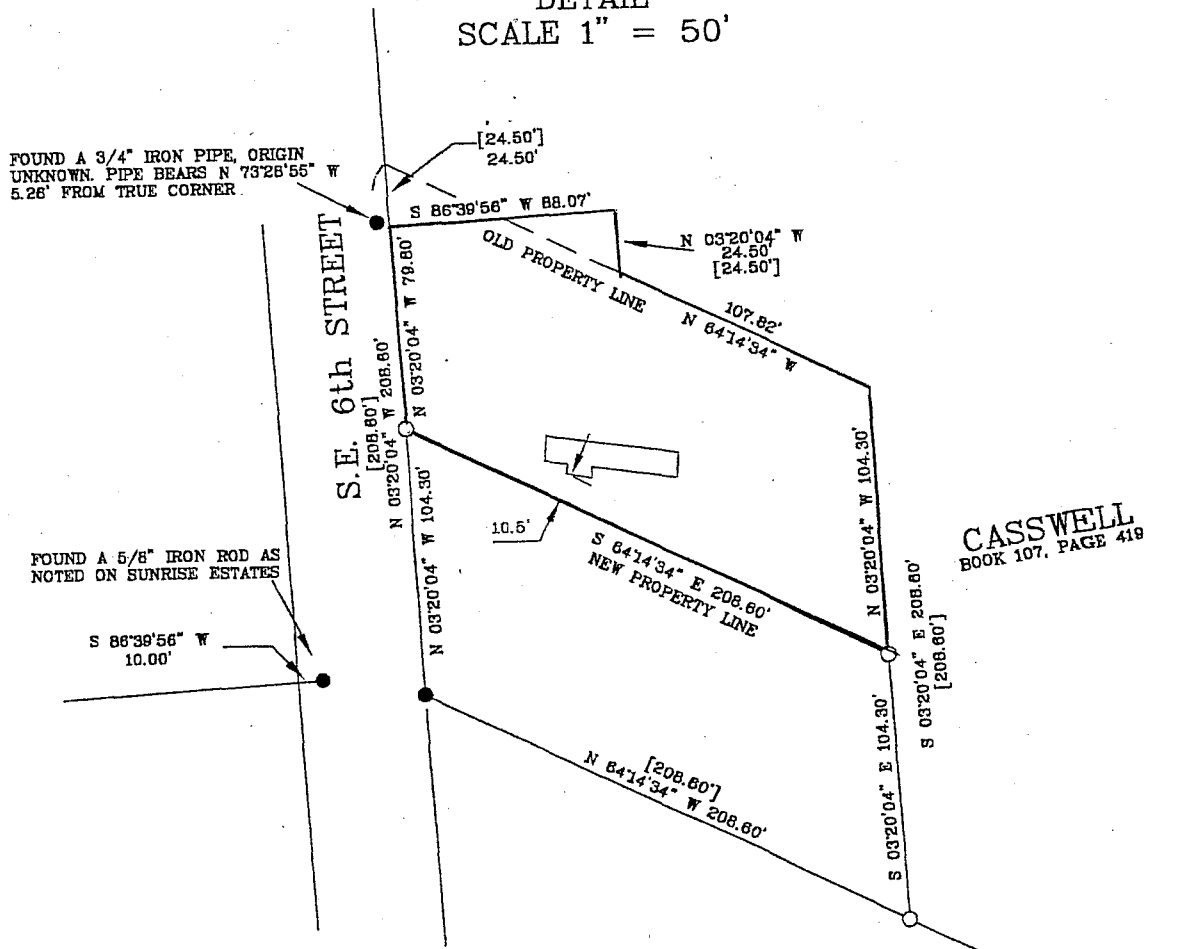 DETAIL
SCALE 1" = 50'
[24.50']
24.50'
FOUND A 3/4" IRON PIPE, ORIGIN
UNKNOWN. PIPE BEARS N 73°28'55" W
5.26' FROM TRUE CORNER
S 86°39'56" W 88.07'
N 03°20'04" W
24.50'
[24.50']
OLD PROPERTY LINE
107.82'
N 64°14'34" W
S.E. 6th STREET
N 03°20'04" W 79.80'
[208.60']
N 03°20'04" W 208.60'
N 03°20'04" W 104.30'
10.5'
S 64°14'34" E 208.60'
NEW PROPERTY LINE
N 03°20'04" W 104.30'
CASSWELL
BOOK 107, PAGE 419
S 03°20'04" E 208.60'
[208.60']
FOUND A 5/8" IRON ROD AS
NOTED ON SUNRISE ESTATES
S 86°39'56" W
10.00'
[208.60']
N 64°14'34" W 208.60'
S 03°20'04" E 104.30'